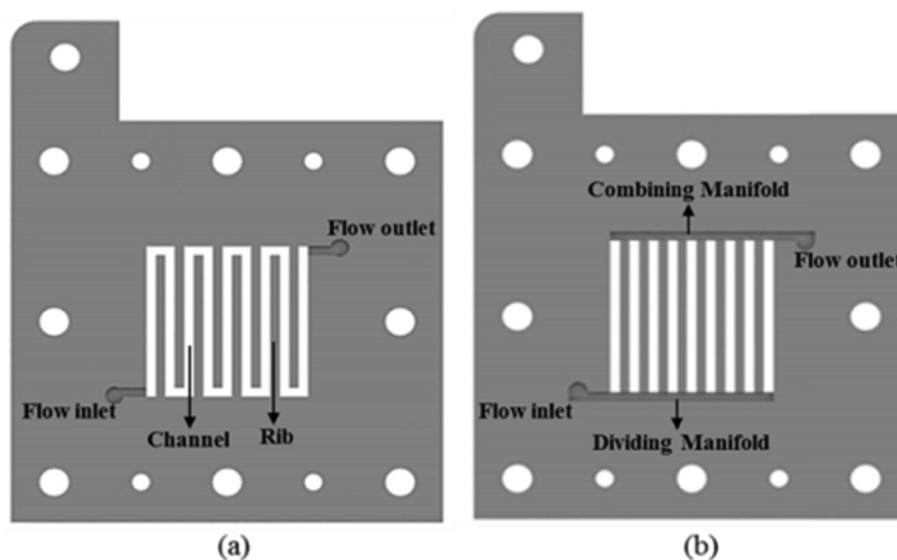 Flow outlet
Flow inlet
Channel
Rib
(a)
Combining Manifold
Flow outlet
Flow inlet
Dividing Manifold
(b)